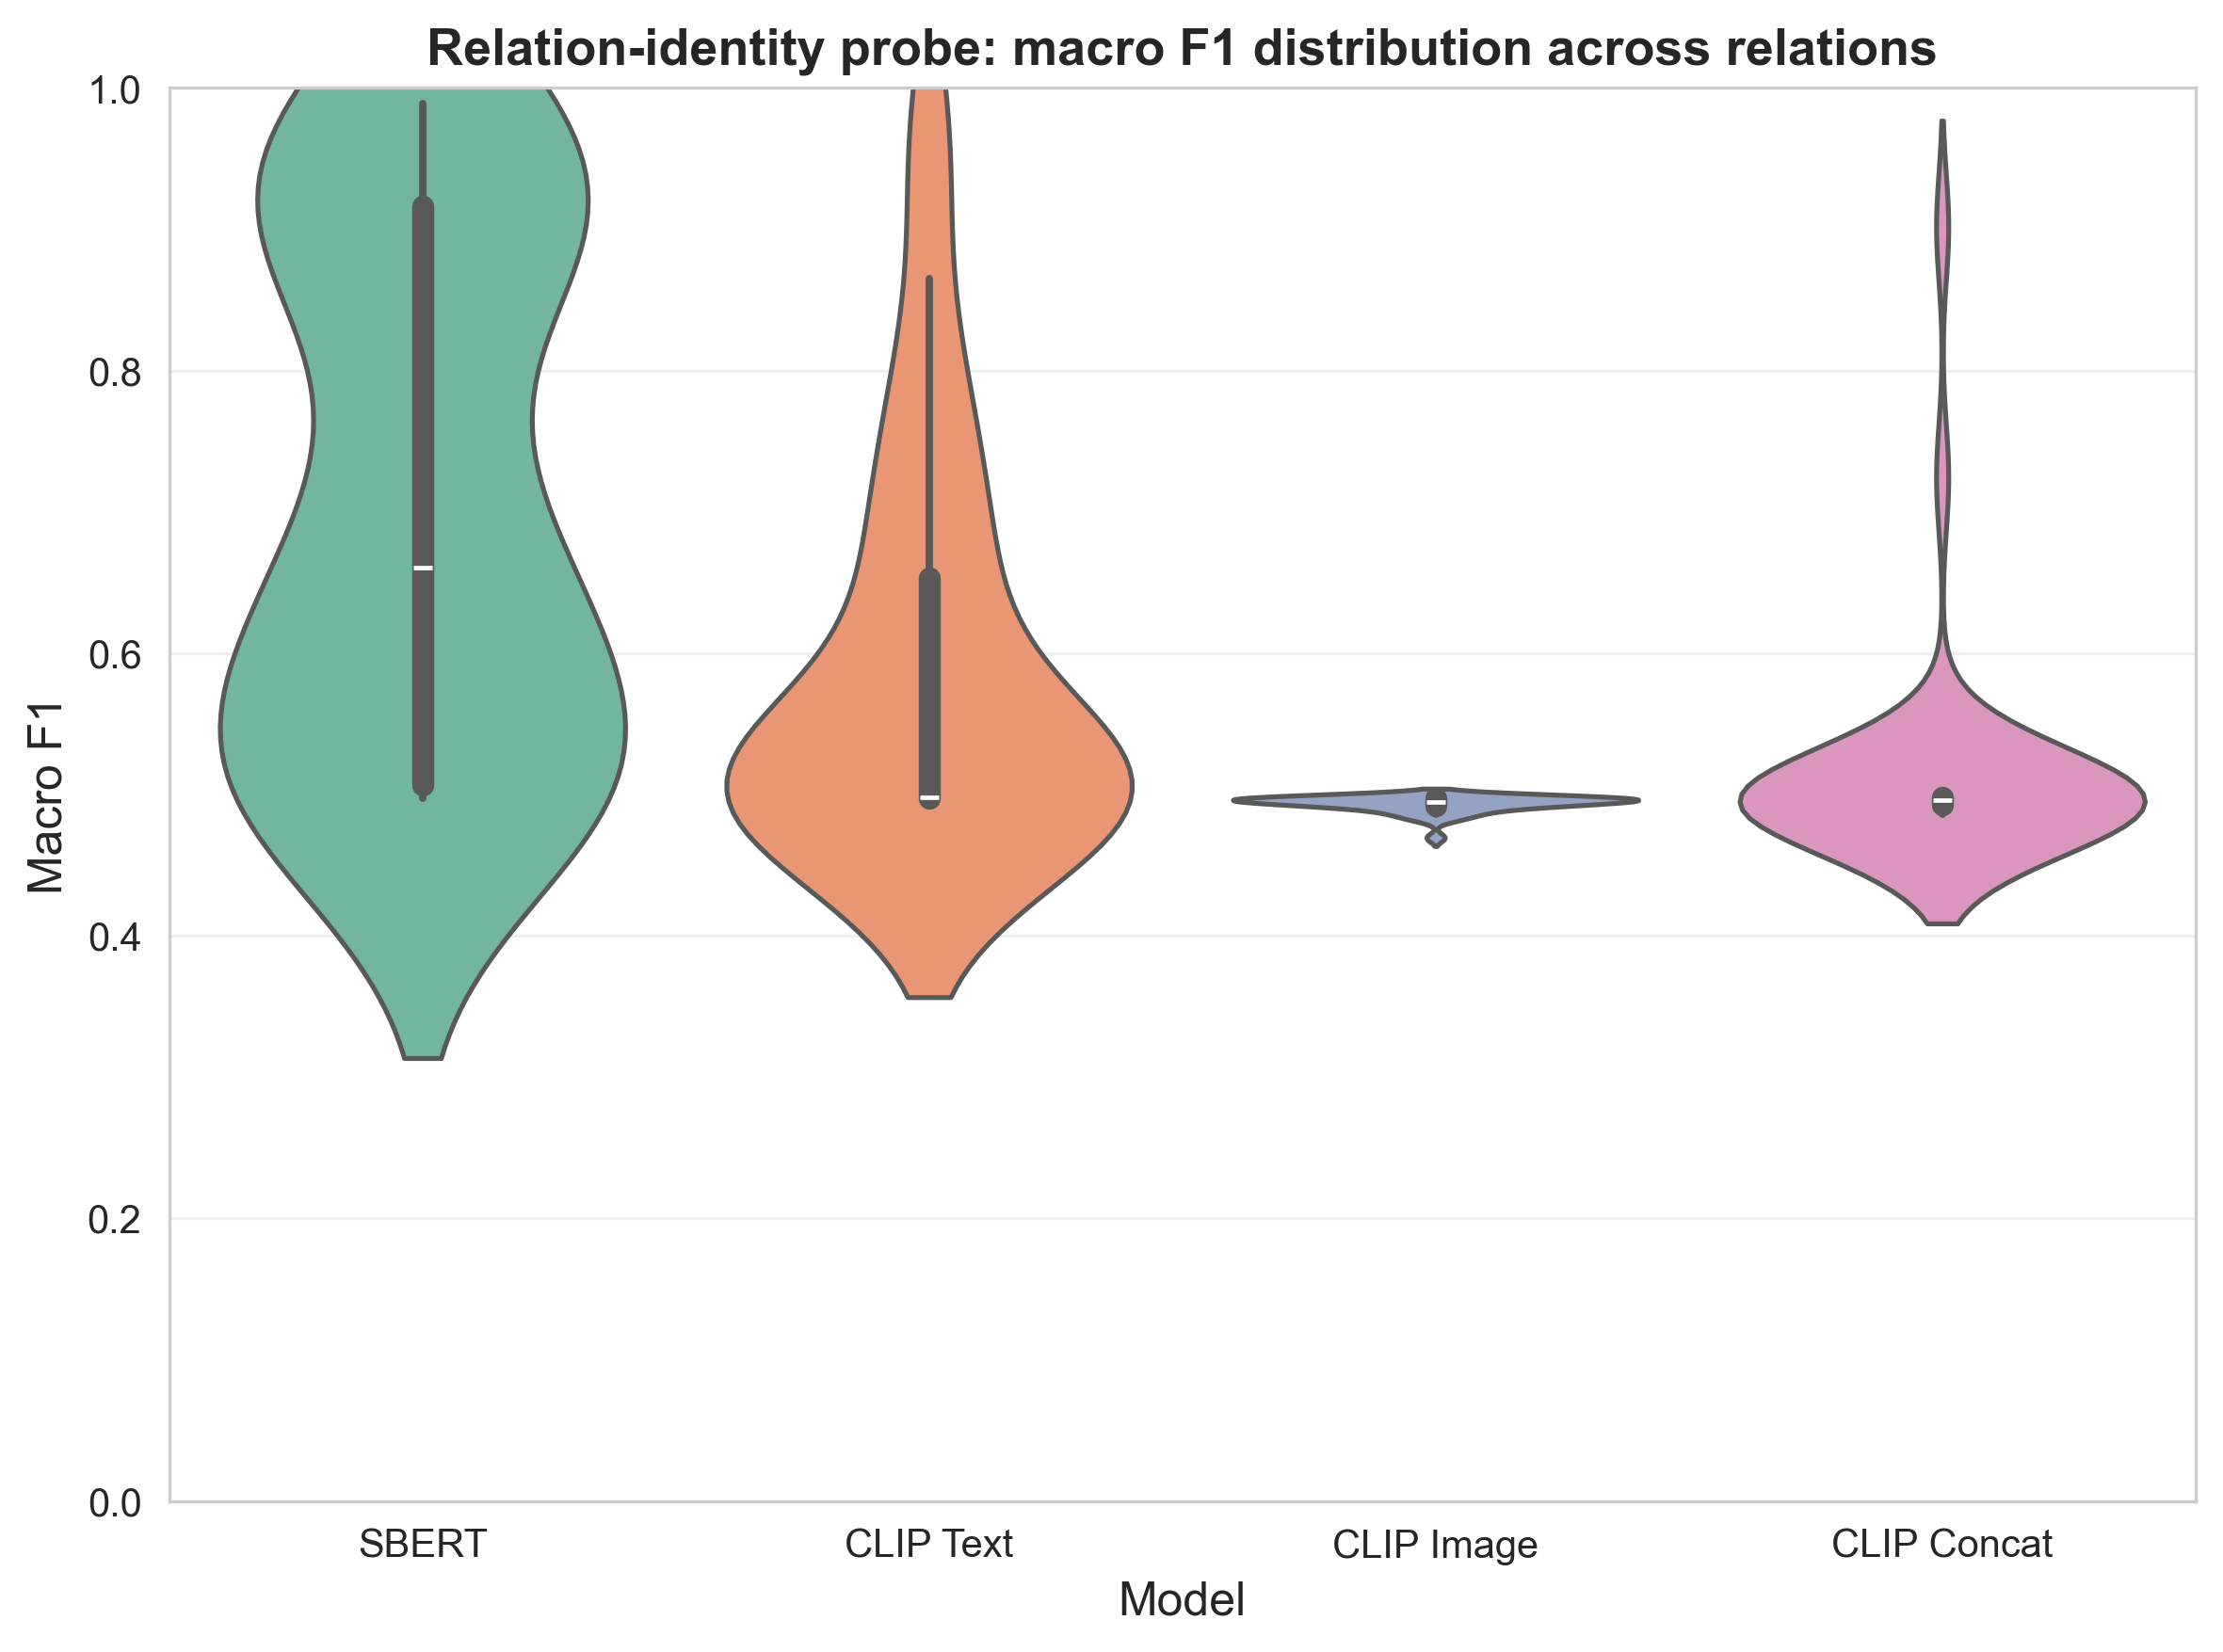 Relation-identity probe: macro F1 distribution across relations
1.0
0.8
0.6
0.4
0.2
0.0
Macro F1
SBERT
CLIP Text
CLIP Image
CLIP Concat
Model